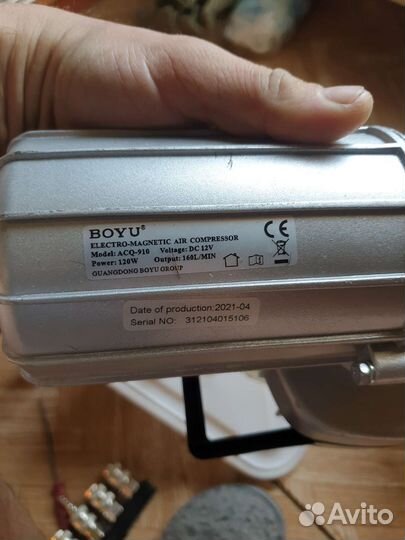 BOYU®
ELECTRO-MAGNETIC AIR COMPRESSOR
Model: ACQ-910 Voltage: DC 12V
Power: 120W Output: 160L/MIN
GUANGDONG BOYU GROUP
CE
Date of production:2021-04
Serial NO: 312104015106
Avito